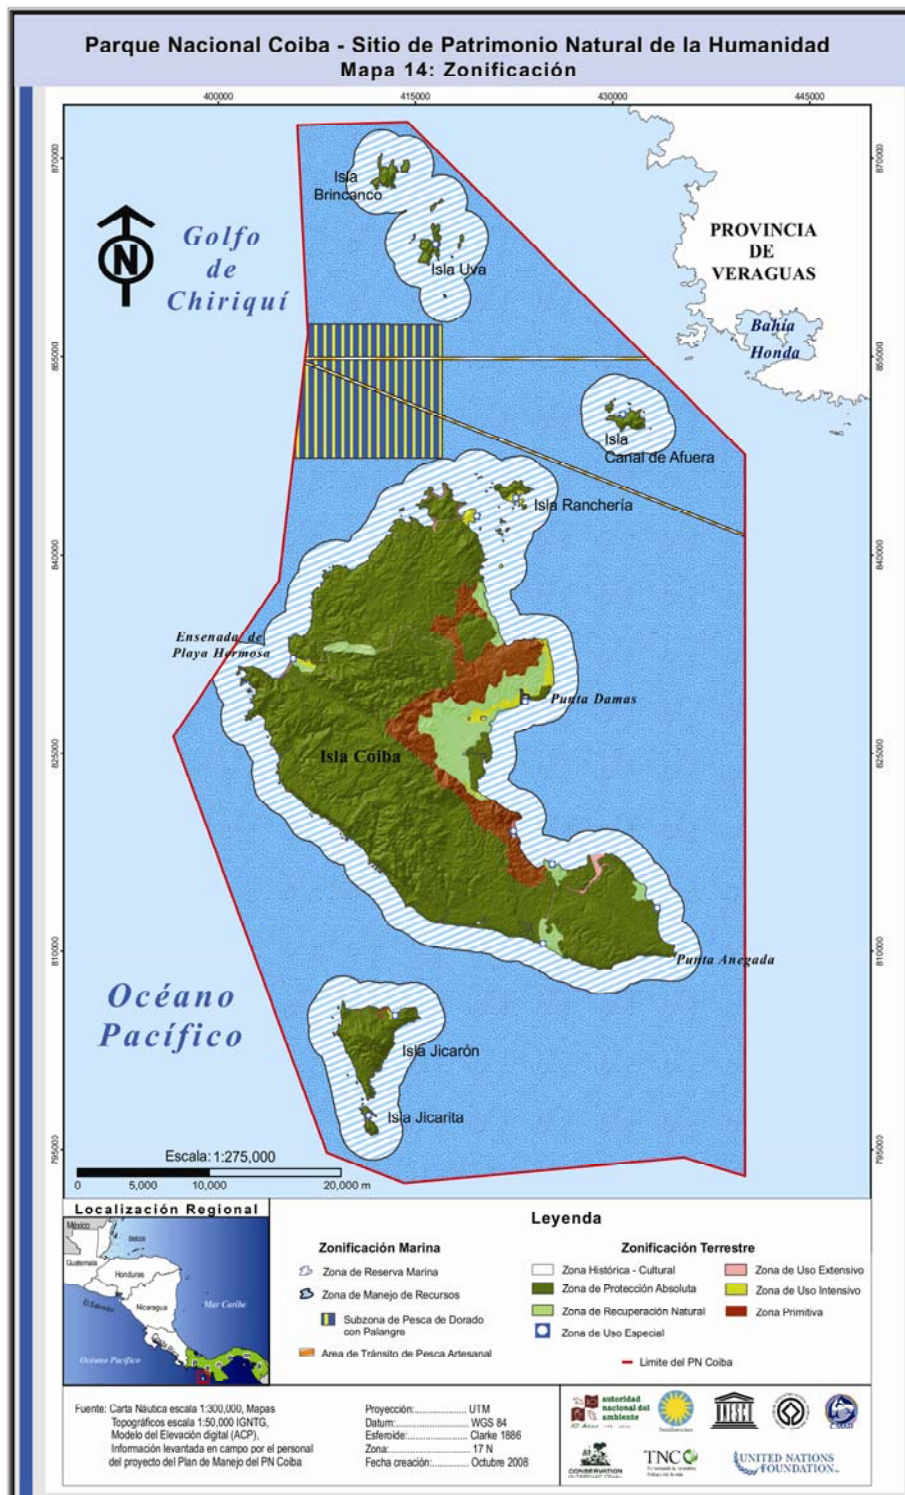 Parque Nacional Coiba - Sitio de Patrimonio Natural de la Humanidad
Mapa 14: Zonificación
400000 415000 430000 445000
870000 870000
855000 855000
840000 840000
825000 825000
810000 810000
795000 795000
Isla
Brincanco
N
Golfo
de
Chiriquí
Isla Uva
PROVINCIA
DE
VERAGUAS
Bahía
Honda
Isla
Canal de Afuera
Isla Ranchería
Ensenada de
Playa Hermosa
Punta Damas
Isla Coiba
Punta Anegada
Océano
Pacífico
Isla Jicarón
Isla Jicarita
Escala: 1:275,000
0 5,000 10,000 20,000 m
Localización Regional
México
Belize
Guatemala
Honduras
El Salvador
Nicaragua
Mar Caribe
Océano Pacífico
Leyenda
Zonificación Marina
Zona de Reserva Marina
Zona de Manejo de Recursos
Subzona de Pesca de Dorado
con Palangre
Area de Tránsito de Pesca Artesanal
Zonificación Terrestre
Zona Histórica - Cultural
Zona de Protección Absoluta
Zona de Recuperación Natural
Zona de Uso Especial
Zona de Uso Extensivo
Zona de Uso Intensivo
Zona Primitiva
Limite del PN Coiba
Fuente: Carta Náutica escala 1:300,000, Mapas
Topográficos escala 1:50,000 IGNTG,
Modelo del Elevación digital (ACP),
Información levantada en campo por el personal
del proyecto del Plan de Manejo del PN Coiba
Proyección:...................... UTM
Datum:............................ WGS 84
Esferoide:........................ Clarke 1886
Zona:............................... 17 N
Fecha creación:.............. Octubre 2008
autoridad
nacional del
ambiente
UNESCO
CONSERVATION
TNC
UNITED NATIONS
FOUNDATION